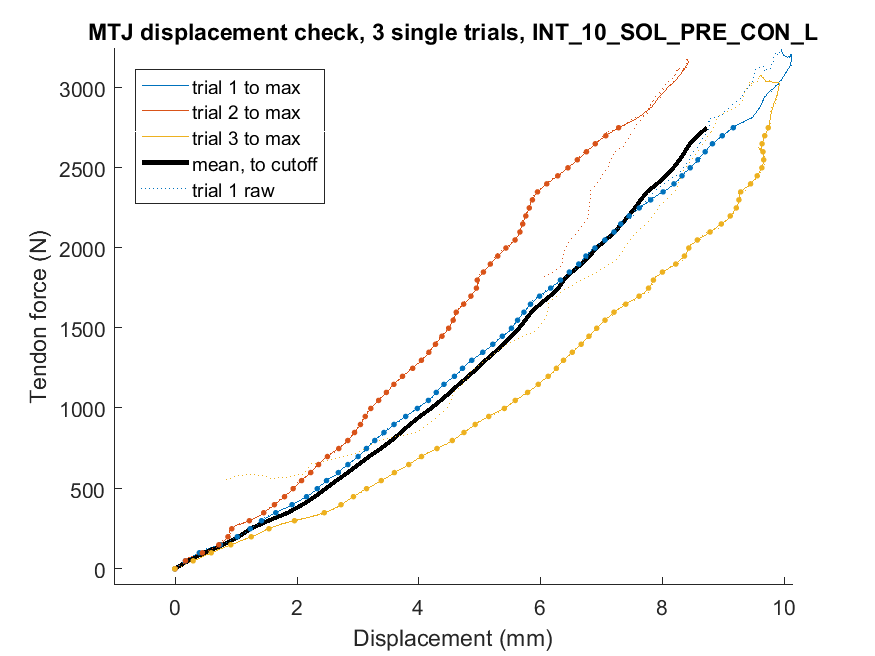 MTJ displacement check, 3 single trials, INT_10_SOL_PRE_CON_L
trial 1 to max
trial 2 to max
trial 3 to max
mean, to cutoff
trial 1 raw
3000
2500
2000
1500
1000
500
0
Tendon force (N)
0 2 4 6 8 10
Displacement (mm)